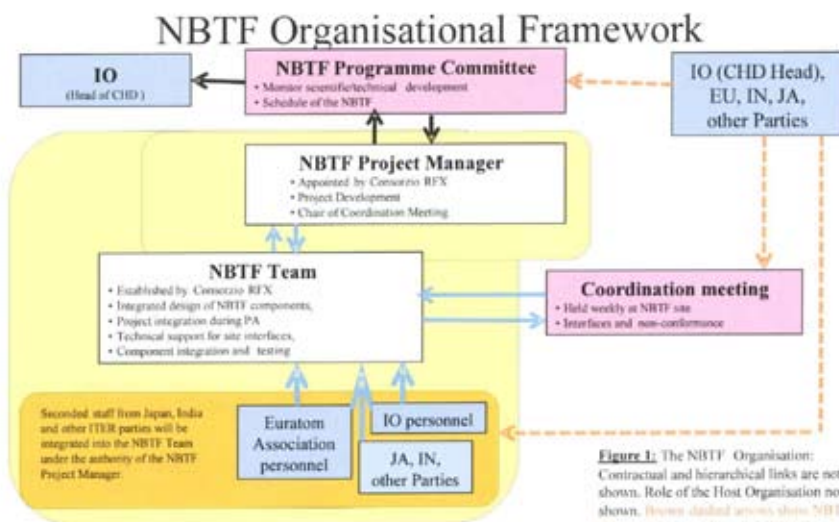 NBTF Organisational Framework
IO
(Head of CHD )
NBTF Programme Committee
• Monitor scientific/technical development
• Schedule of the NBTF
IO (CHD Head),
EU, IN, JA,
other Parties
NBTF Project Manager
• Appointed by Consorzio RFX
• Project Development
• Chair of Coordination Meeting
NBTF Team
• Established by Consorzio RFX
• Integrated design of NBTF components,
• Project integration during PA
• Technical support for site interfaces,
• Component integration and testing
Coordination meeting
• Held weekly at NBTF site
• Interfaces and non-conformance
Seconded staff from Japan, India
and other ITER parties will be
integrated into the NBTF Team
under the authority of the NBTF
Project Manager.
Euratom
Association
personnel
IO personnel
JA, IN,
other Parties
Figure 1: The NBTF Organisation:
Contractual and hierarchical links are not
shown. Role of the Host Organisation no
shown. Brown dashed arrows show NB